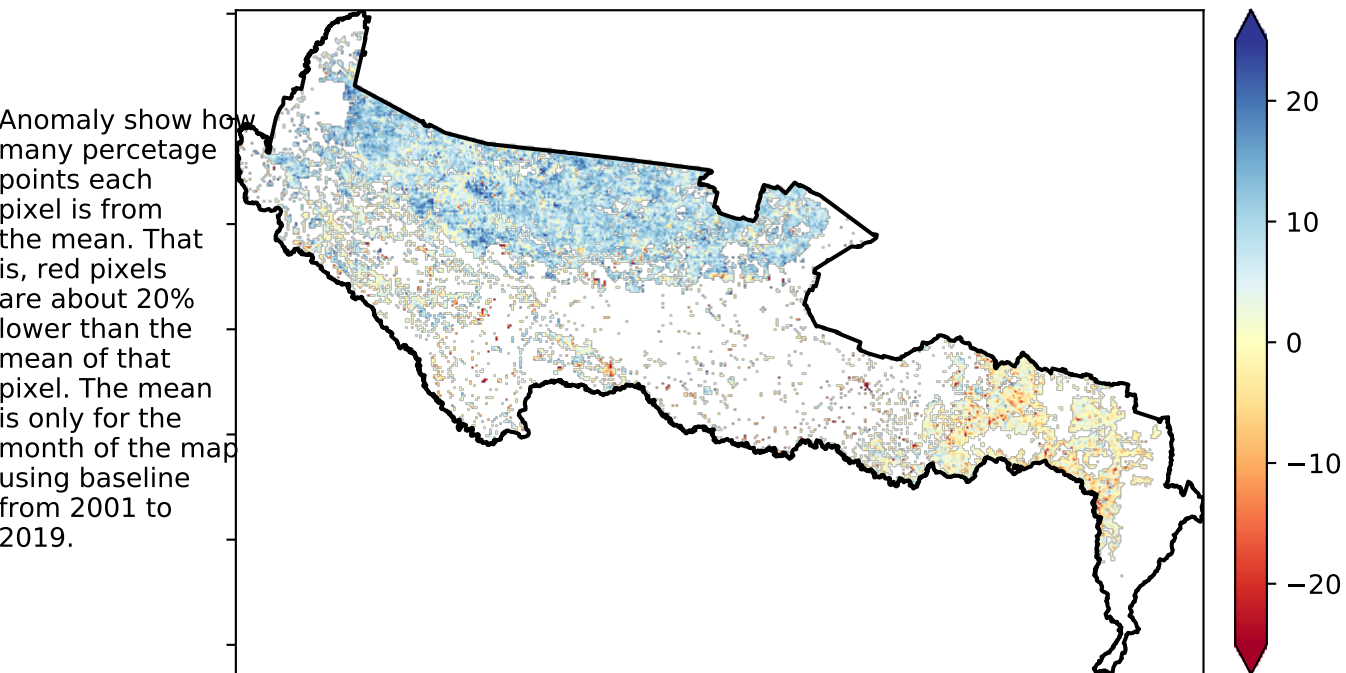 Anomaly show how
many percetage
points each
pixel is from
the mean. That
is, red pixels
are about 20%
lower than the
mean of that
pixel. The mean
is only for the
month of the map
using baseline
from 2001 to
2019.
20
10
0
−10
−20